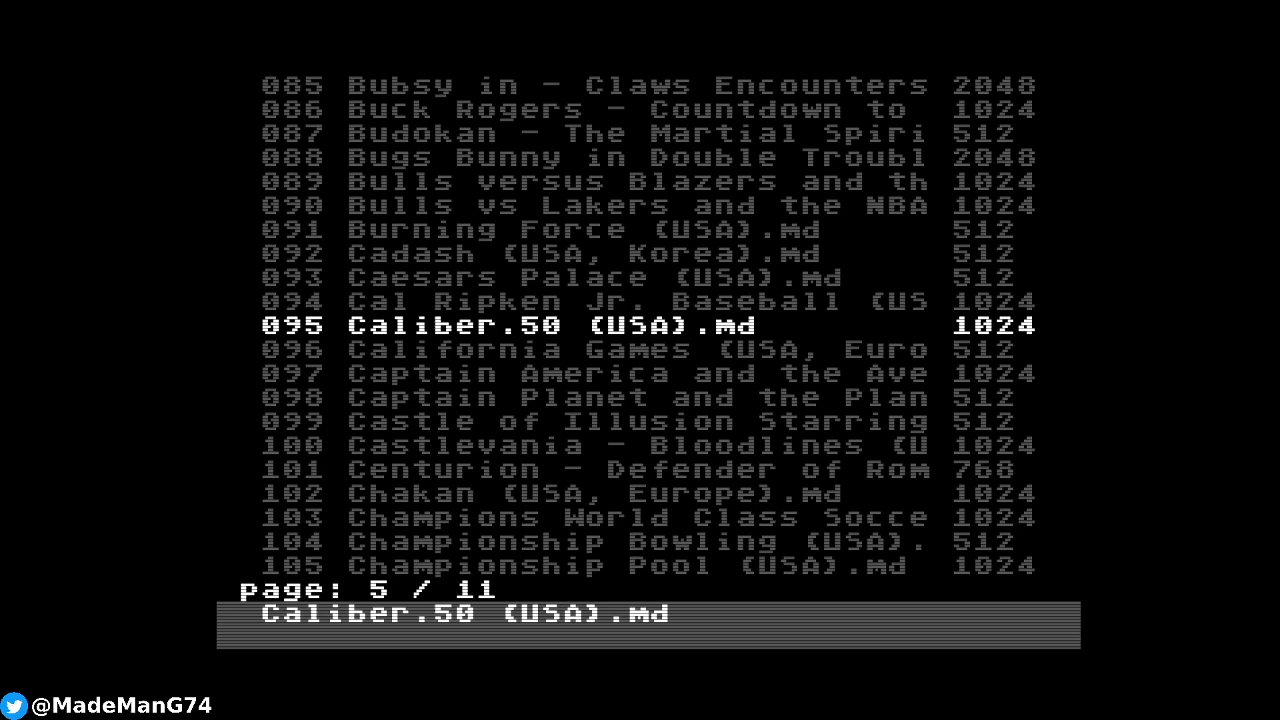 085 Bubsy in - Claws Encounters 2048
086 Buck Rogers - Countdown to 1024
087 Budokan - The Martial Spiri 512
088 Bugs Bunny in Double Troubl 2048
089 Bulls versus Blazers and th 1024
090 Bulls vs Lakers and the NBA 1024
091 Burning Force (USA).md 512
092 Cadash (USA, Korea).md 512
093 Caesars Palace (USA).md 512
094 Cal Ripken Jr. Baseball (US 1024
095 Caliber.50 (USA).md 1024
096 California Games (USA, Euro 512
097 Captain America and the Ave 1024
098 Captain Planet and the Plan 512
099 Castle of Illusion Starring 512
100 Castlevania - Bloodlines (U 1024
101 Centurion - Defender of Rom 768
102 Chakan (USA, Europe).md 1024
103 Champions World Class Socce 1024
104 Championship Bowling (USA). 512
105 Championship Pool (USA).md 1024
page: 5 / 11
Caliber.50 (USA).md
@MadeManG74